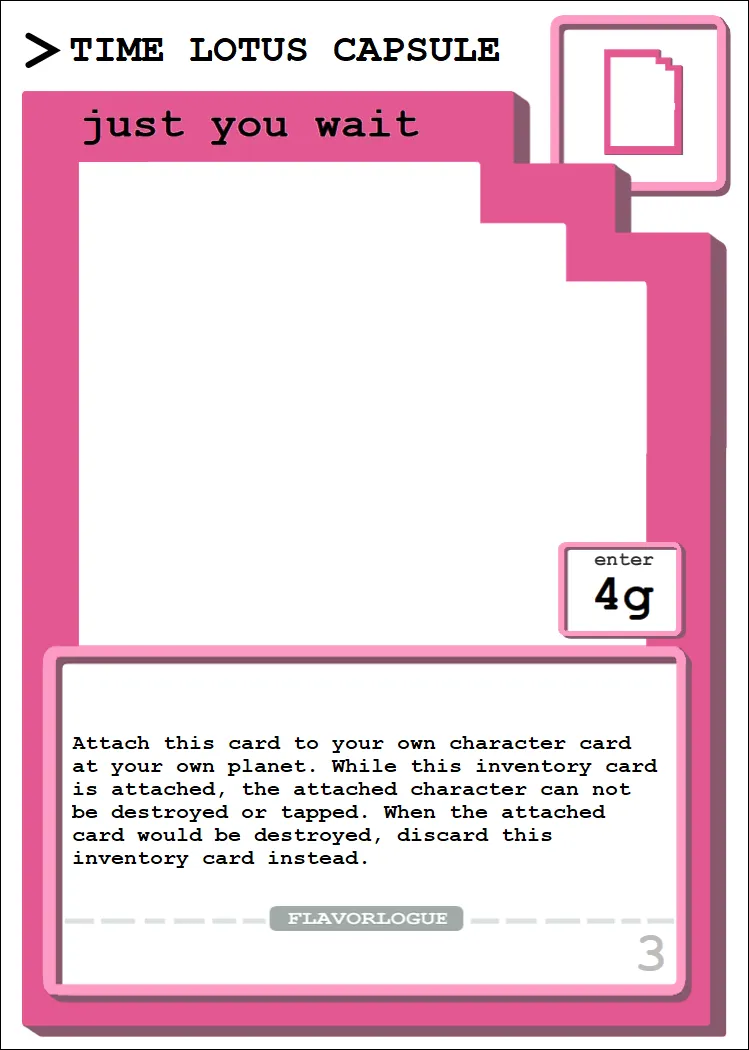 > TIME LOTUS CAPSULE
just you wait
enter
4g
Attach this card to your own character card
at your own planet. While this inventory card
is attached, the attached character can not
be destroyed or tapped. When the attached
card would be destroyed, discard this
inventory card instead.
FLAVORLOGUE
3